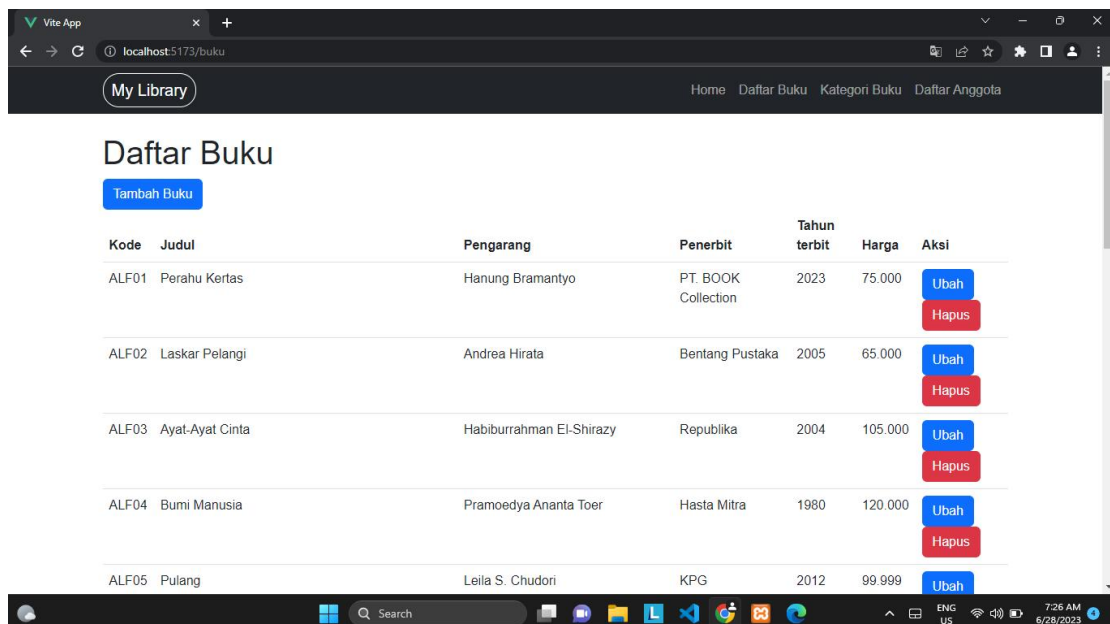 Vite App
localhost:5173/buku
My Library
Home Daftar Buku Kategori Buku Daftar Anggota
Daftar Buku
Tambah Buku
Kode Judul Pengarang Penerbit Tahun terbit Harga Aksi
ALF01 Perahu Kertas Hanung Bramantyo PT. BOOK Collection 2023 75.000 Ubah Hapus
ALF02 Laskar Pelangi Andrea Hirata Bentang Pustaka 2005 65.000 Ubah Hapus
ALF03 Ayat-Ayat Cinta Habiburrahman El-Shirazy Republika 2004 105.000 Ubah Hapus
ALF04 Bumi Manusia Pramoedya Ananta Toer Hasta Mitra 1980 120.000 Ubah Hapus
ALF05 Pulang Leila S. Chudori KPG 2012 99.999 Ubah
Search L ENG US 7:26 AM 6/28/2023 4